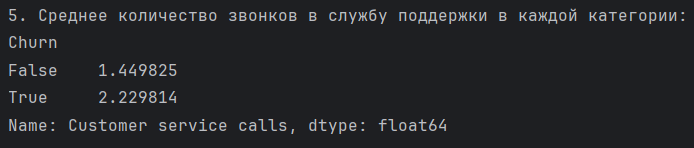 5. Среднее количество звонков в службу поддержки в каждой категории:
Churn
False    1.449825
True     2.229814
Name: Customer service calls, dtype: float64